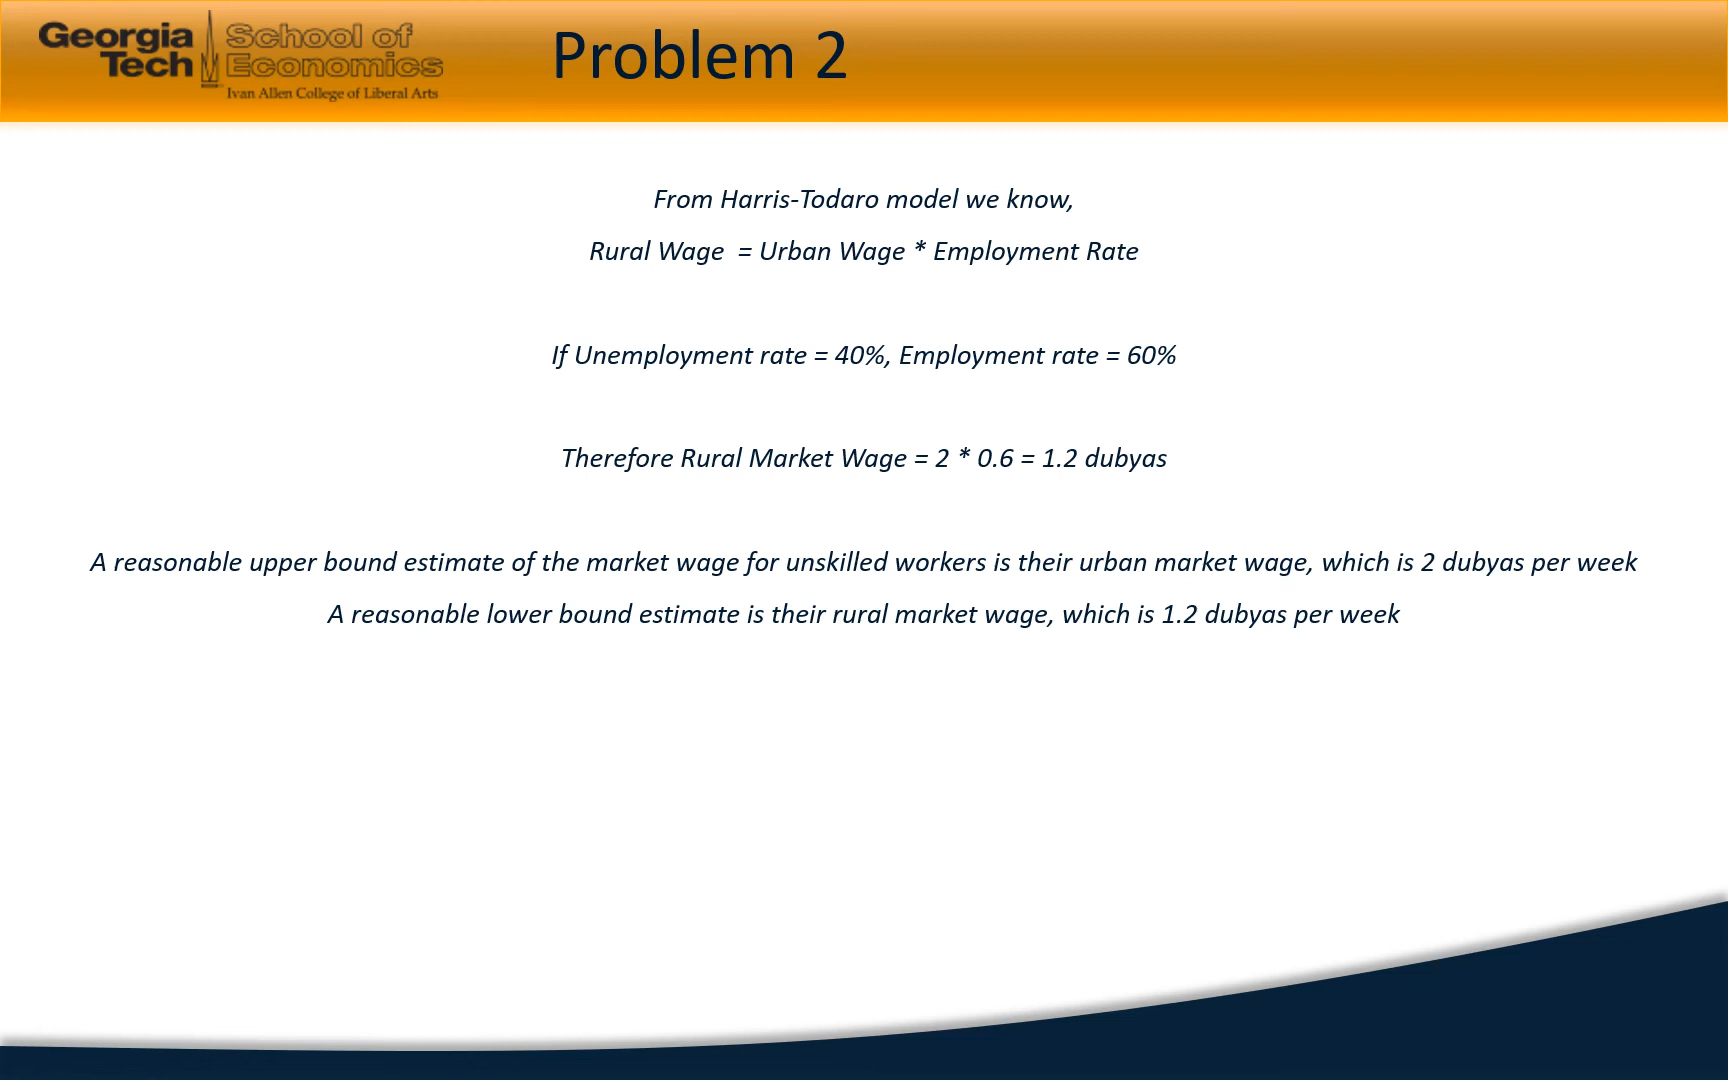 Georgia Tech
School of Economics
Ivan Allen College of Liberal Arts
Problem 2
From Harris-Todaro model we know,
Rural Wage = Urban Wage * Employment Rate
If Unemployment rate = 40%, Employment rate = 60%
Therefore Rural Market Wage = 2 * 0.6 = 1.2 dubyas
A reasonable upper bound estimate of the market wage for unskilled workers is their urban market wage, which is 2 dubyas per week
A reasonable lower bound estimate is their rural market wage, which is 1.2 dubyas per week